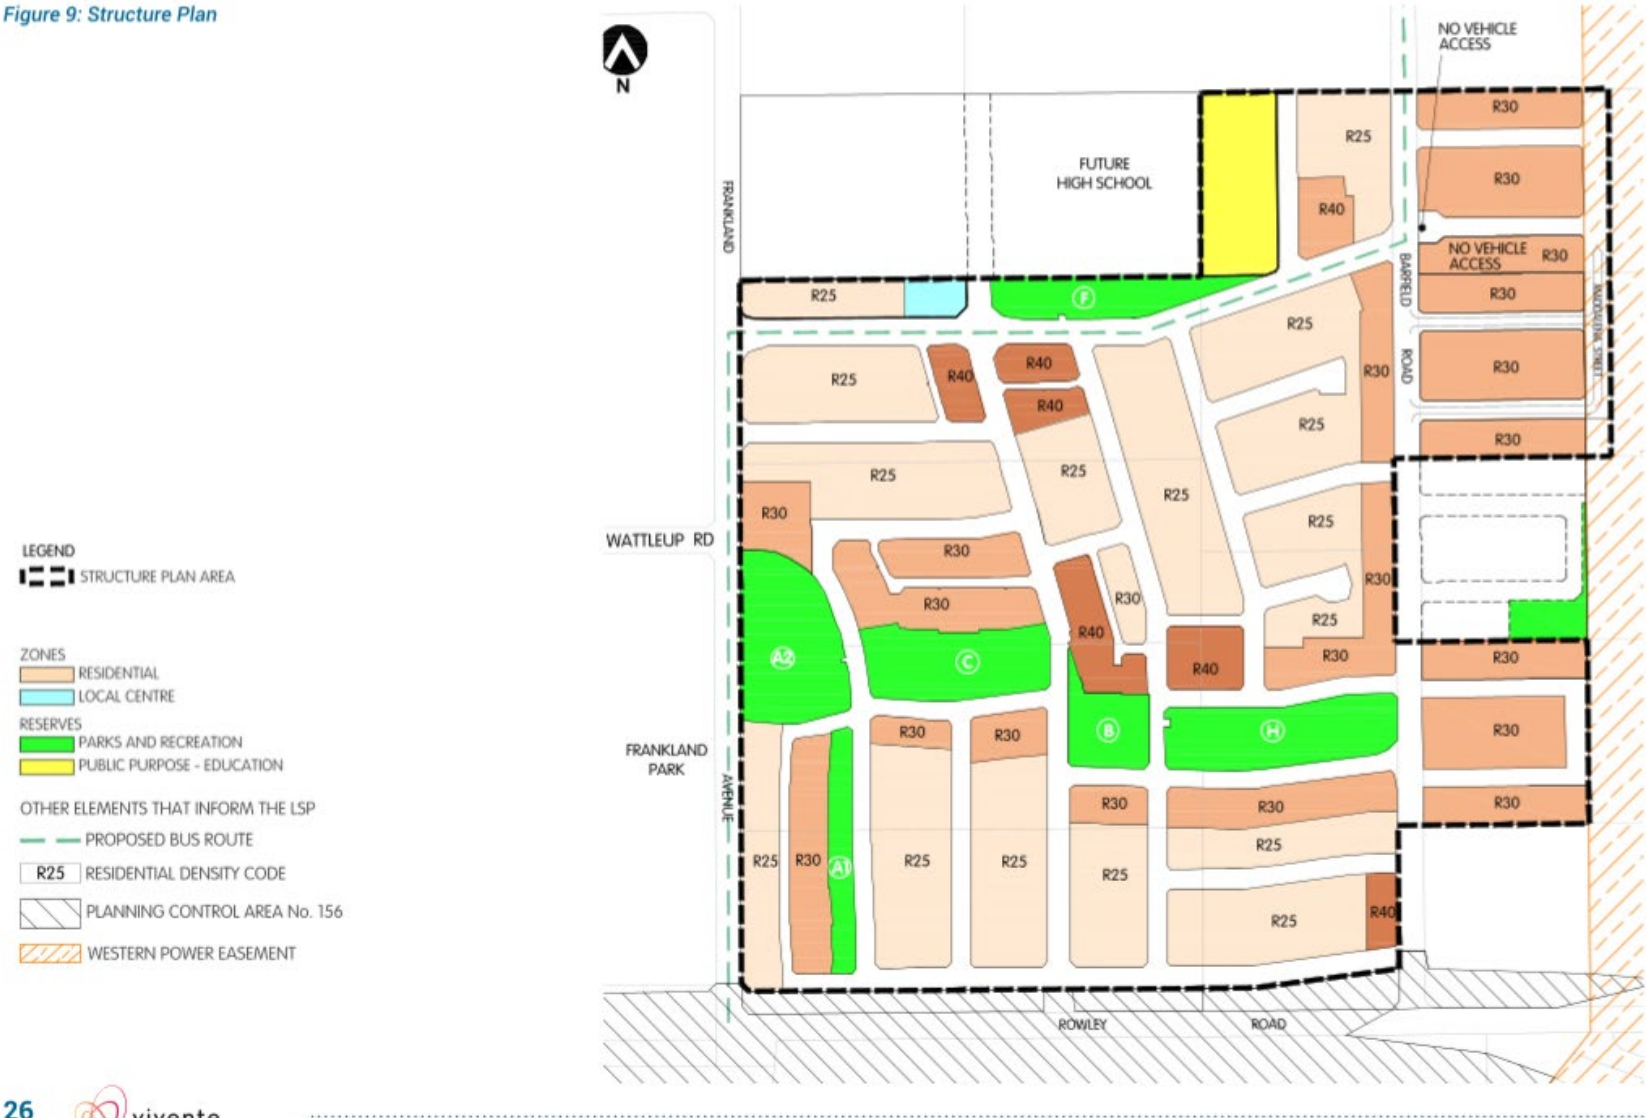 Figure 9: Structure Plan
N
NO VEHICLE
ACCESS
R30
R25
R30
FUTURE
HIGH SCHOOL
FRANKLAND
R40
NO VEHICLE
ACCESS
R30
BARFIELD
R30
R25
F
R25
R40
R40
R25
R30
ROAD
R30
STREET
R40
R25
R30
R25
R25
R25
R30
R25
WATTLEUP RD
R30
R25
R30
R30
R30
R40
R25
A2
C
R40
R30
R30
FRANKLAND
PARK
AVENUE
R30
R30
B
H
R30
R30
R30
R30
R25
R30
A1
R25
R25
R25
R25
R25
R40
ROWLEY
ROAD
LEGEND
STRUCTURE PLAN AREA
ZONES
RESIDENTIAL
LOCAL CENTRE
RESERVES
PARKS AND RECREATION
PUBLIC PURPOSE - EDUCATION
OTHER ELEMENTS THAT INFORM THE LSP
PROPOSED BUS ROUTE
R25 RESIDENTIAL DENSITY CODE
PLANNING CONTROL AREA No. 156
WESTERN POWER EASEMENT
26